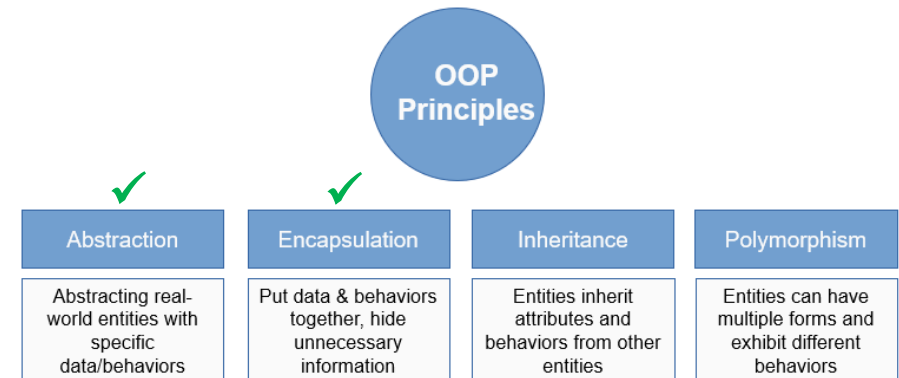 OOP
Principles
Abstraction
Encapsulation
Inheritance
Polymorphism
Abstracting real-
world entities with
specific
data/behaviors
Put data & behaviors
together, hide
unnecessary
information
Entities inherit
attributes and
behaviors from other
entities
Entities can have
multiple forms and
exhibit different
behaviors